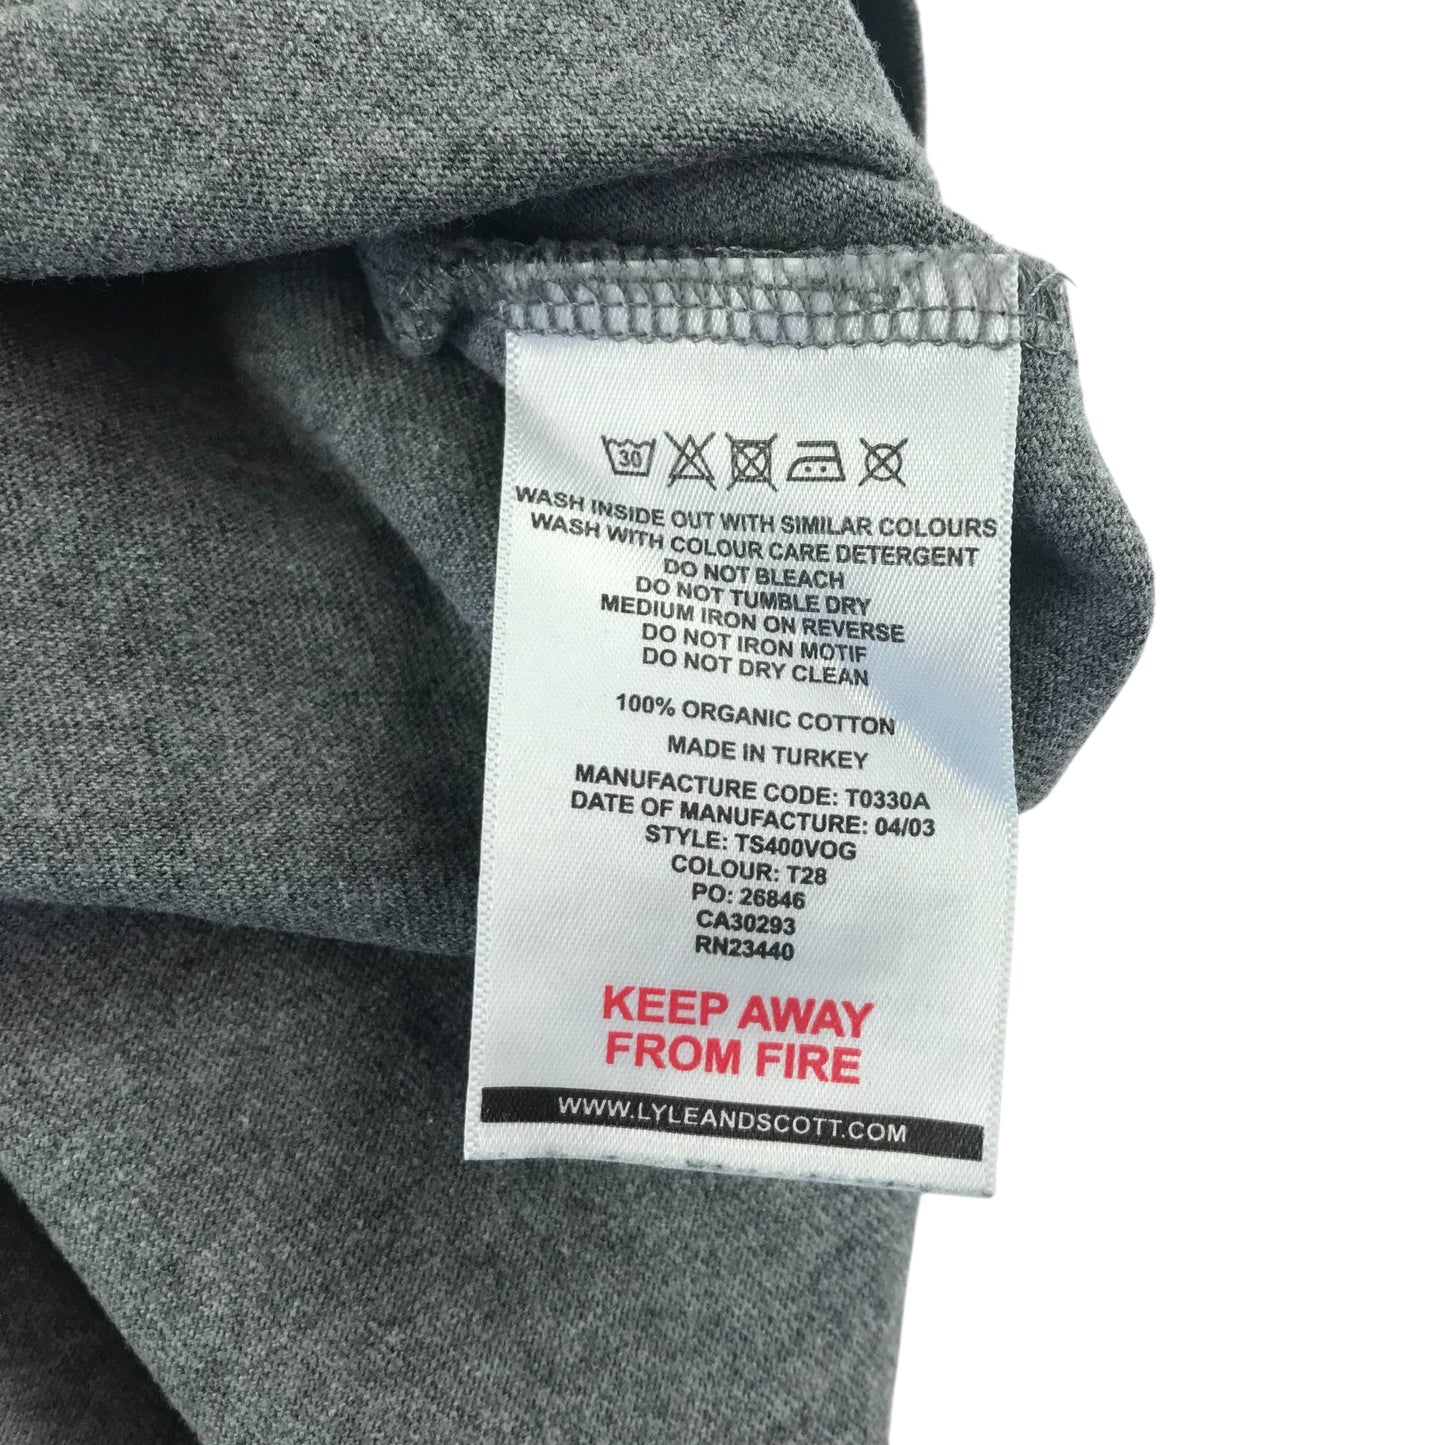 30
WASH INSIDE OUT WITH SIMILAR COLOURS
WASH WITH COLOUR CARE DETERGENT
DO NOT BLEACH
DO NOT TUMBLE DRY
MEDIUM IRON ON REVERSE
DO NOT IRON MOTIF
DO NOT DRY CLEAN
100% ORGANIC COTTON
MADE IN TURKEY
MANUFACTURE CODE: T0330A
DATE OF MANUFACTURE: 04/03
STYLE: TS400VOG
COLOUR: T28
PO: 26846
CA30293
RN23440
KEEP AWAY
FROM FIRE
WWW.LYLEANDSCOTT.COM